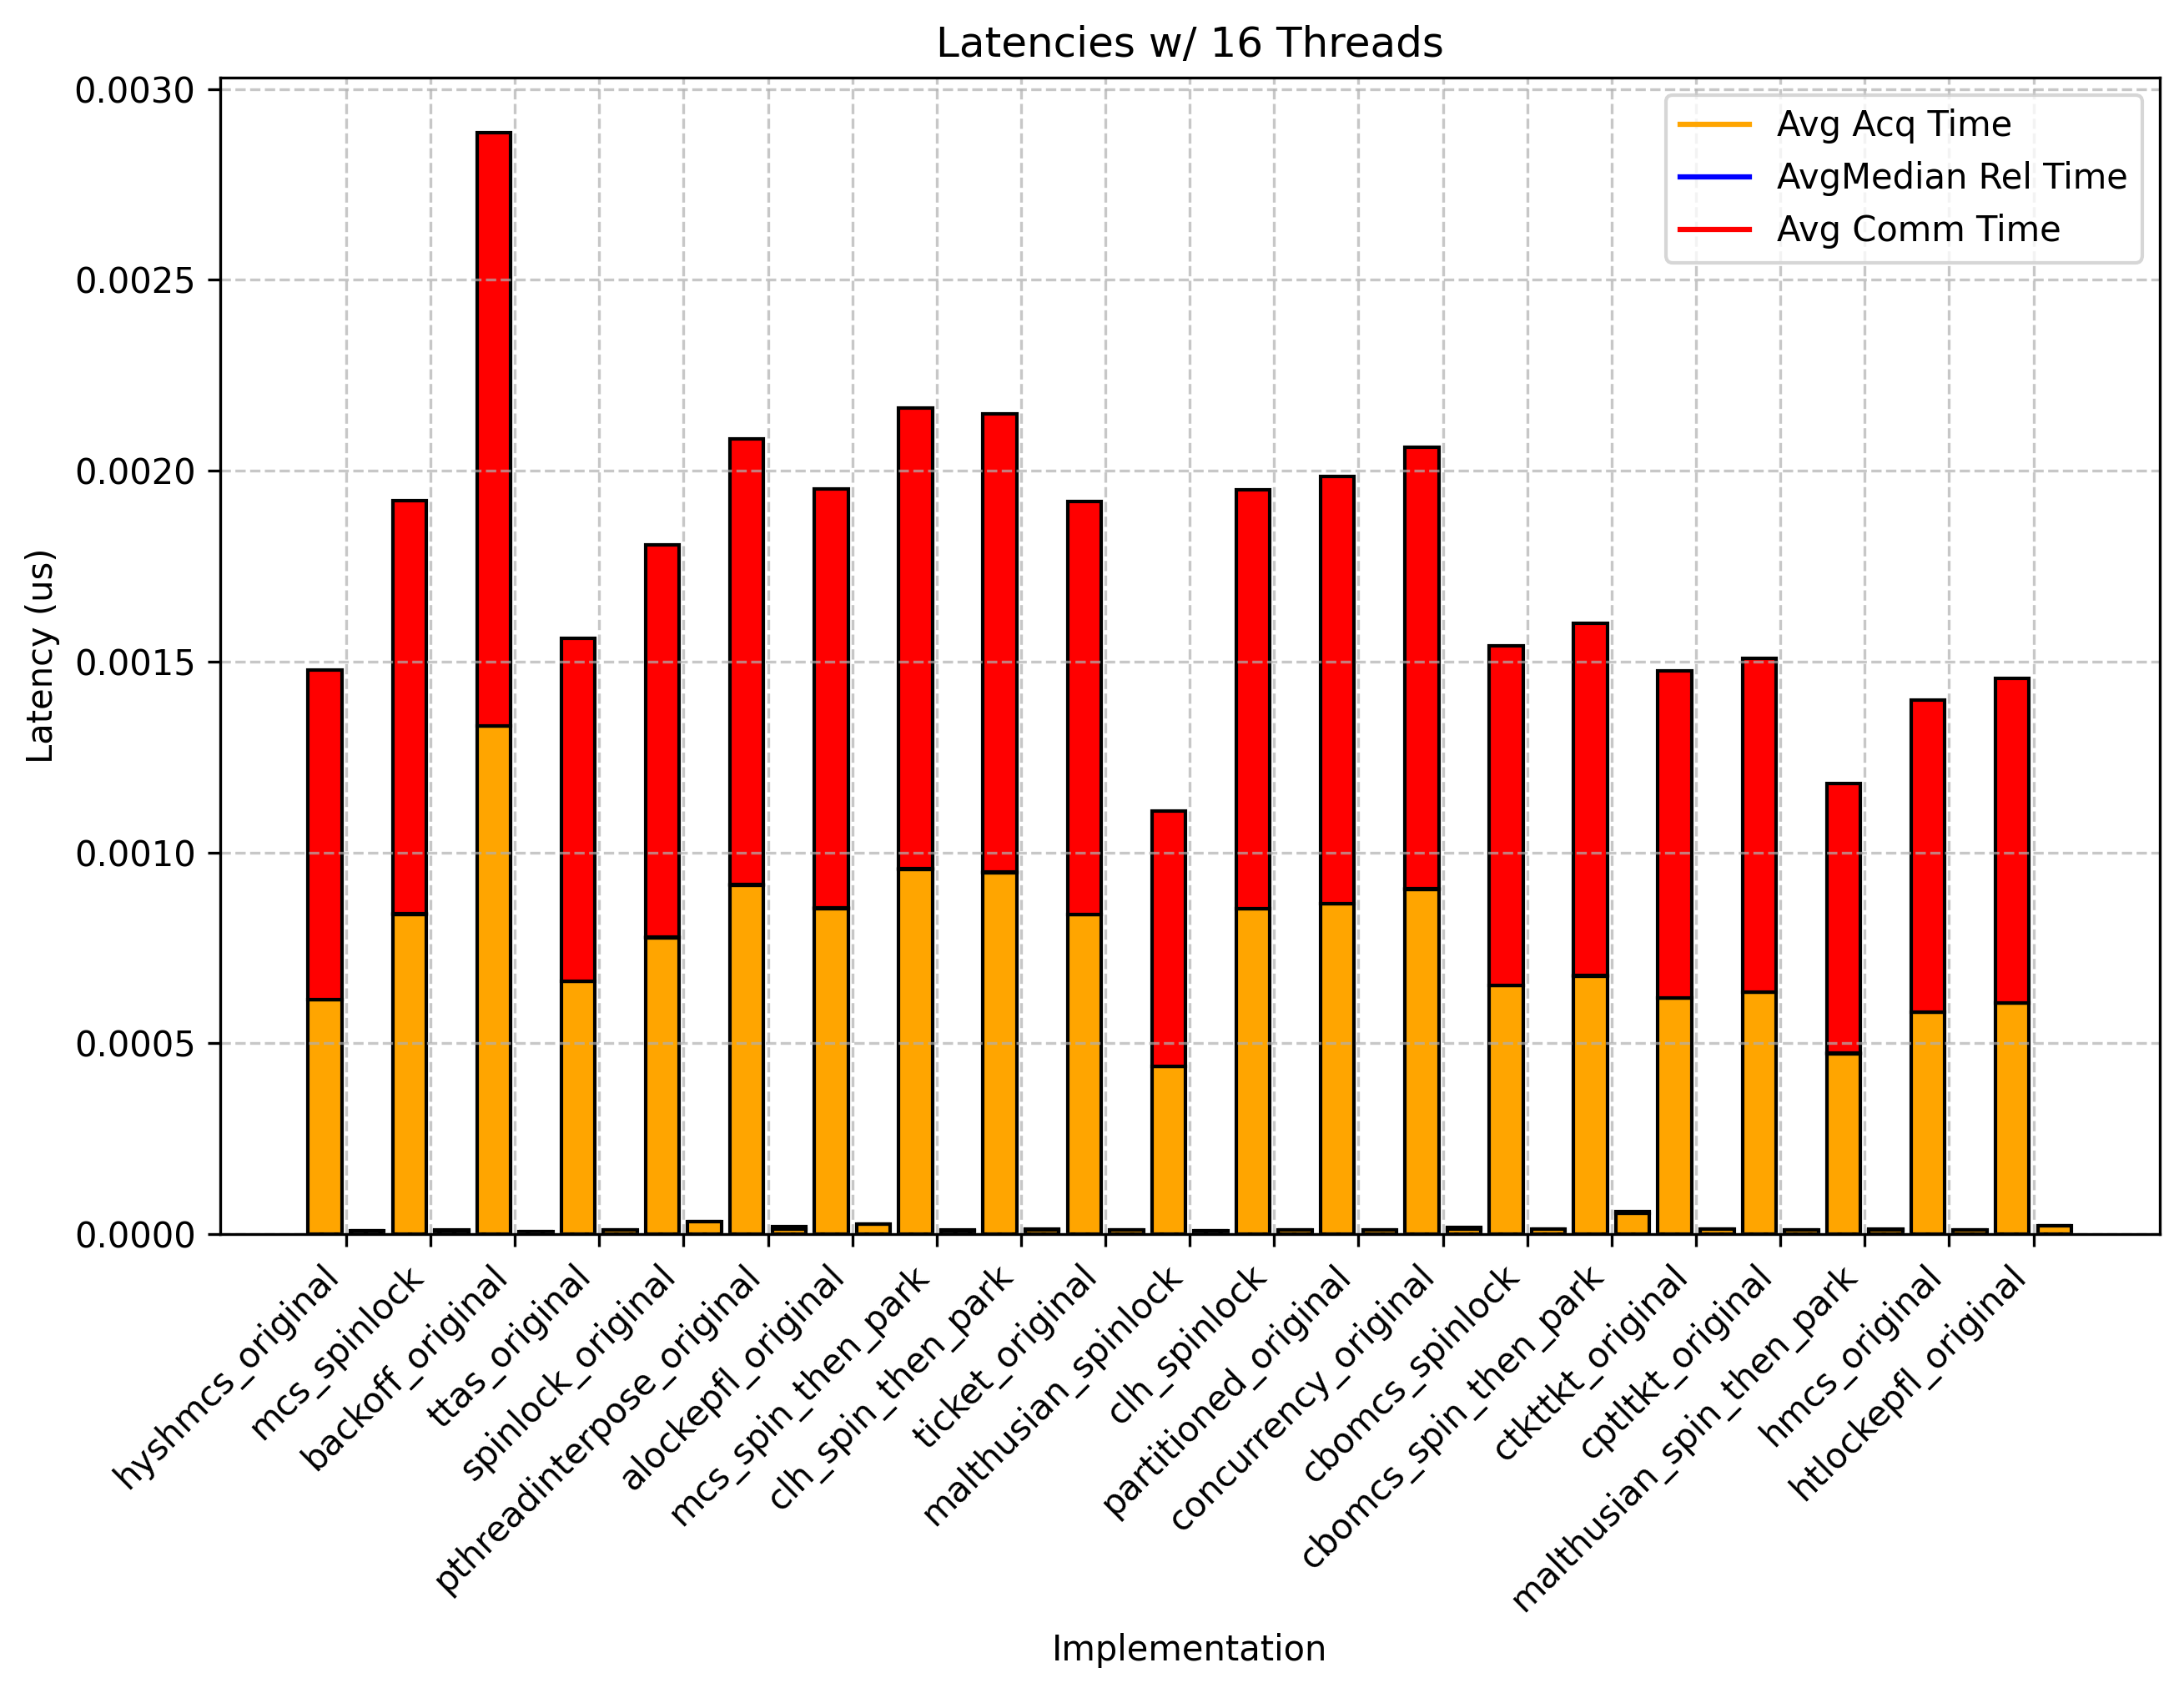 Latencies w/ 16 Threads
Avg Acq Time
AvgMedian Rel Time
Avg Comm Time
Latency (us)
0.0030
0.0025
0.0020
0.0015
0.0010
0.0005
0.0000
hyshmcs_original
mcs_spinlock
backoff_original
ttas_original
spinlock_original
pthreadinterpose_original
alockepfl_original
mcs_spin_then_park
clh_spin_then_park
ticket_original
malthusian_spinlock
clh_spinlock
partitioned_original
concurrency_original
cbomcs_spinlock
cbomcs_spin_then_park
ctkttkt_original
cptltkt_original
malthusian_spin_then_park
hmcs_original
htlockepfl_original
Implementation